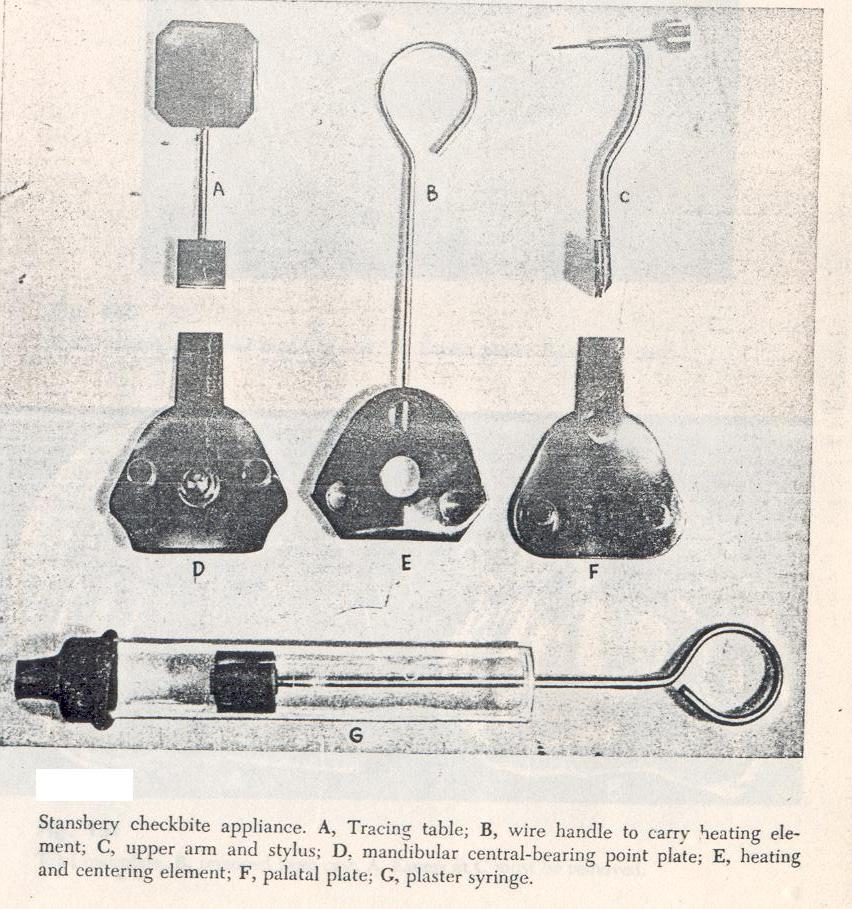 A
B
C
D
E
F
G
Stansbery checkbite appliance. A, Tracing table; B, wire handle to carry heating ele-
ment; C, upper arm and stylus; D, mandibular central-bearing point plate; E, heating
and centering element; F, palatal plate; G, plaster syringe.